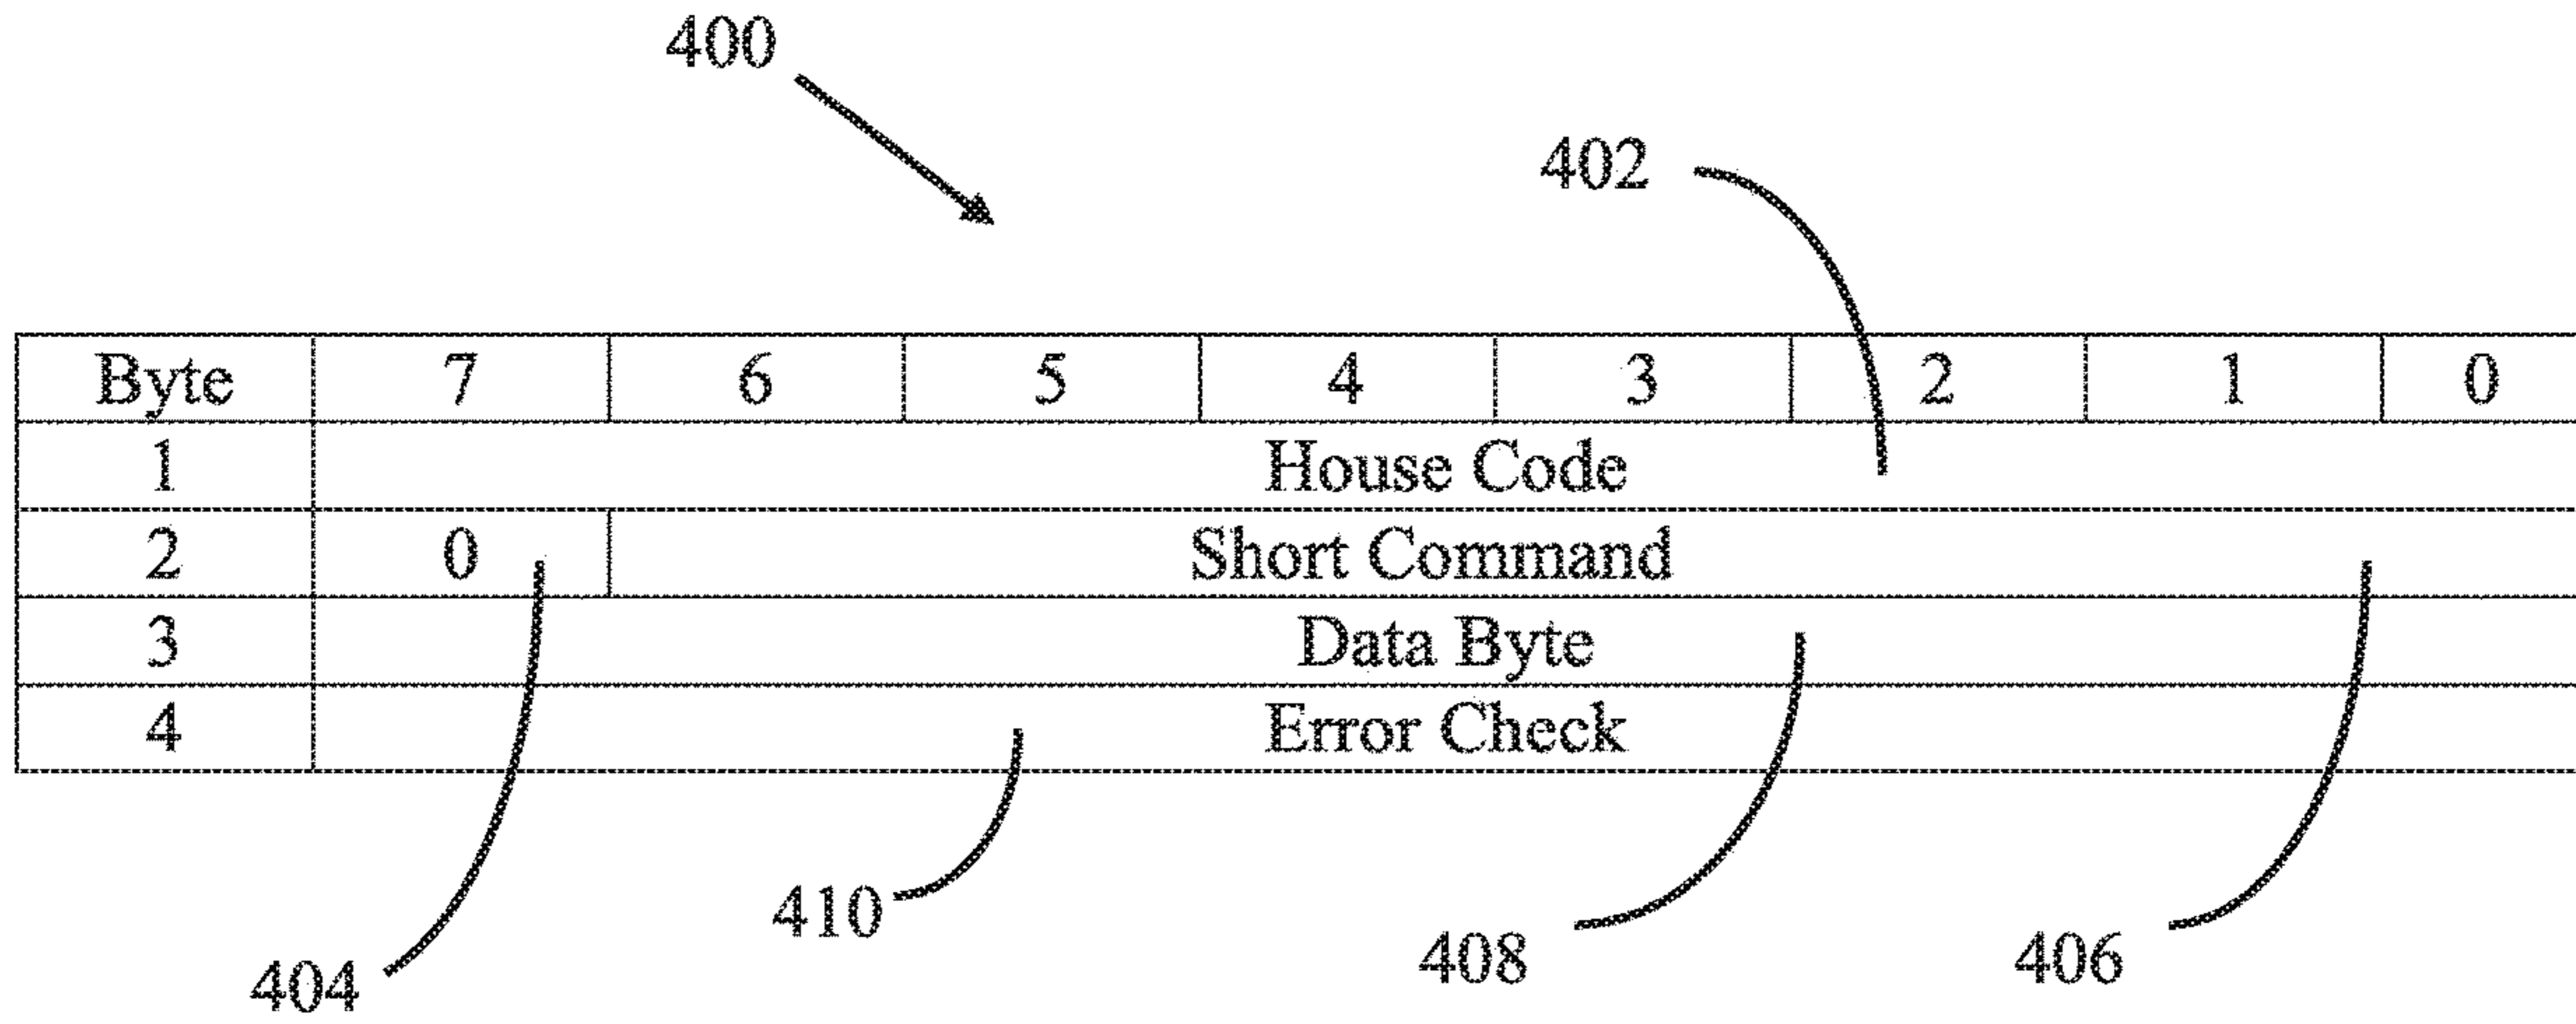 400
402
Byte 7 6 5 4 3 2 1 0
1 House Code
2 0 Short Command
3 Data Byte
4 Error Check
410
408
406
404